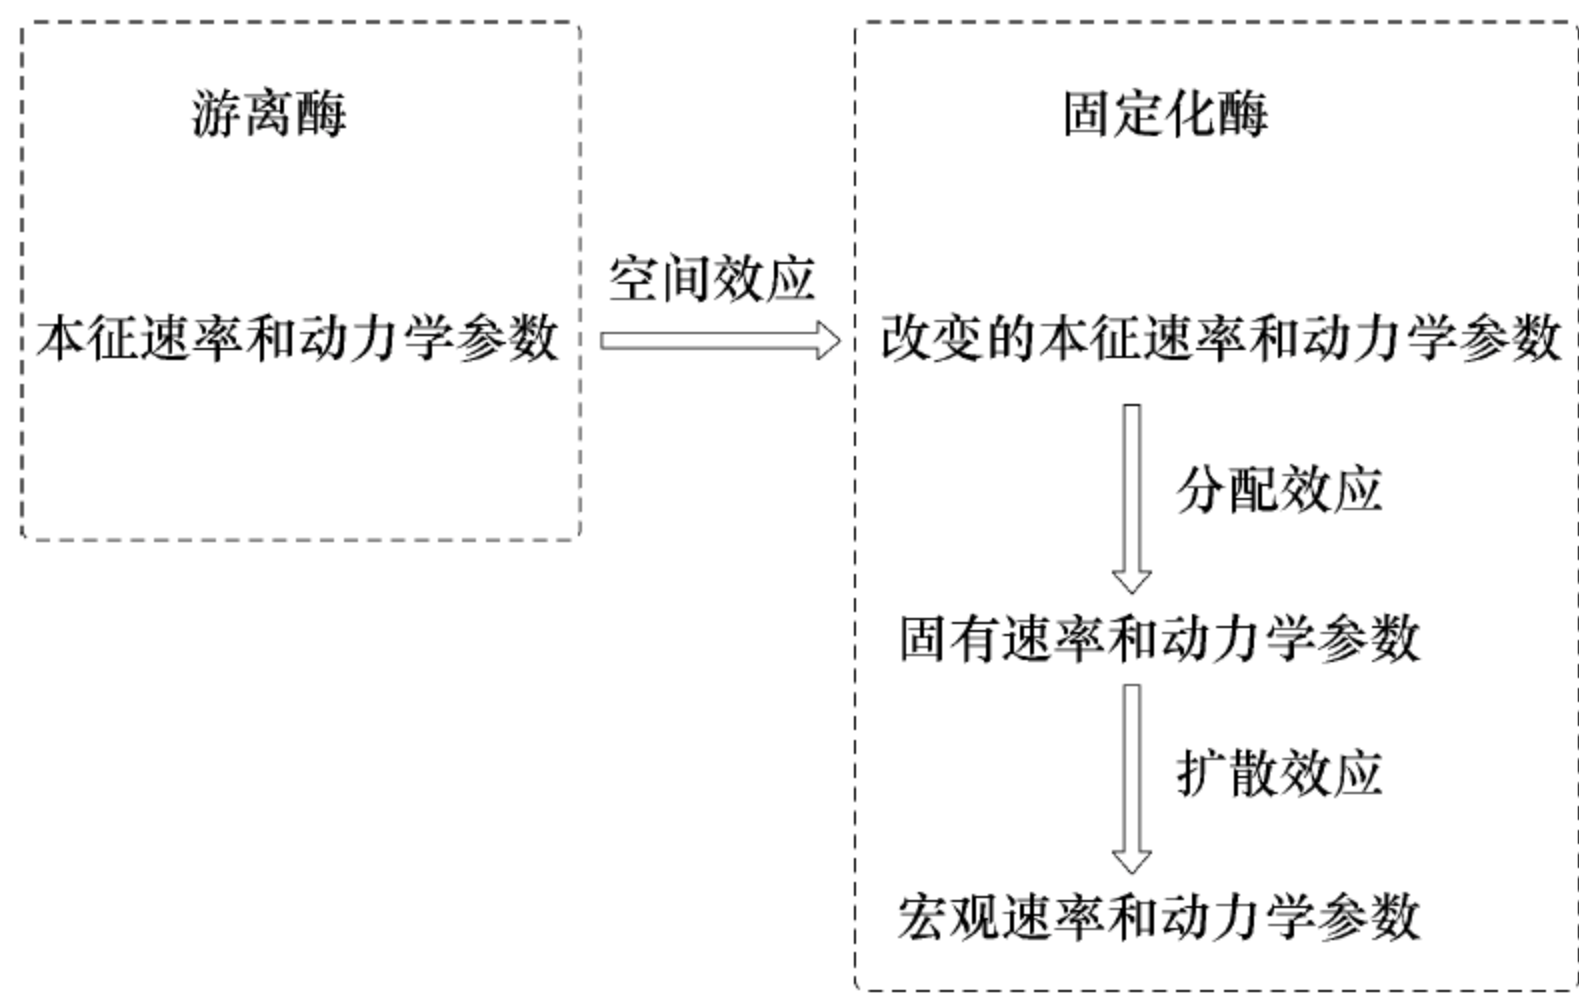 游离酶
固定化酶
空间效应
本征速率和动力学参数
改变的本征速率和动力学参数
分配效应
固有速率和动力学参数
扩散效应
宏观速率和动力学参数